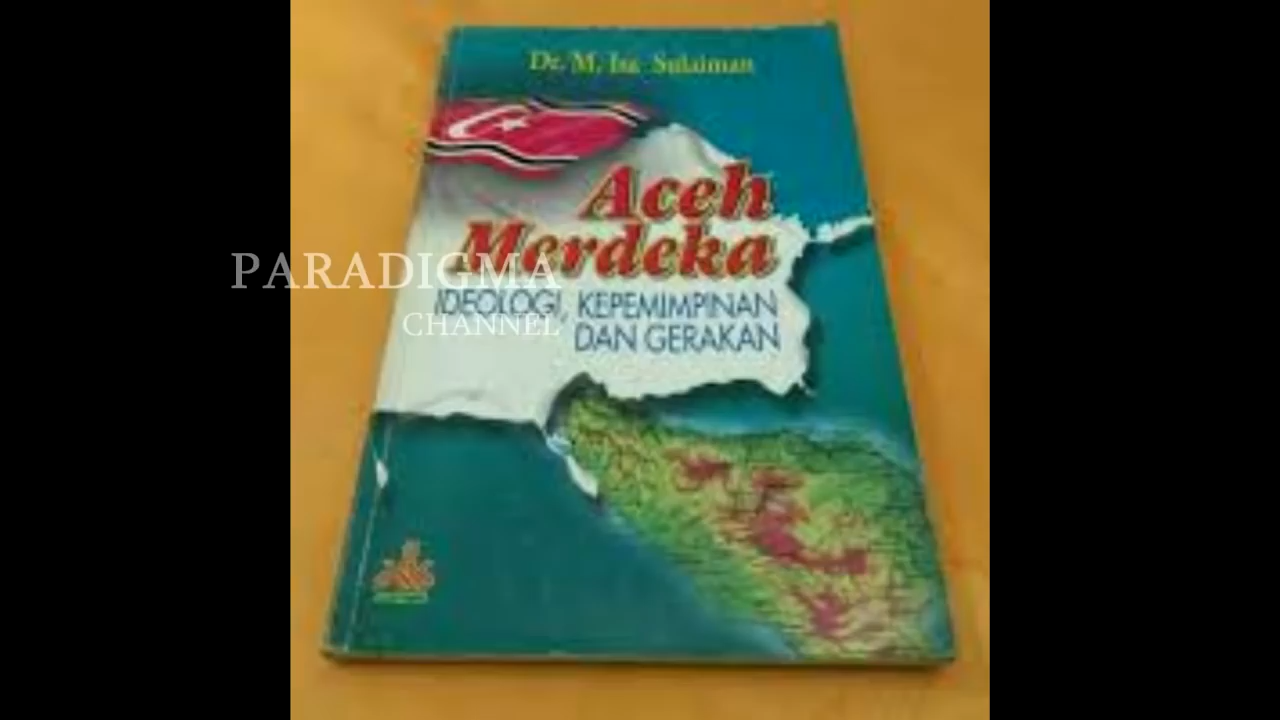 Dr. M. Isa Sulaiman
Aceh
Merdeka
IDEOLOGI, KEPEMIMPINAN
DAN GERAKAN
PARADIGMA
CHANNEL